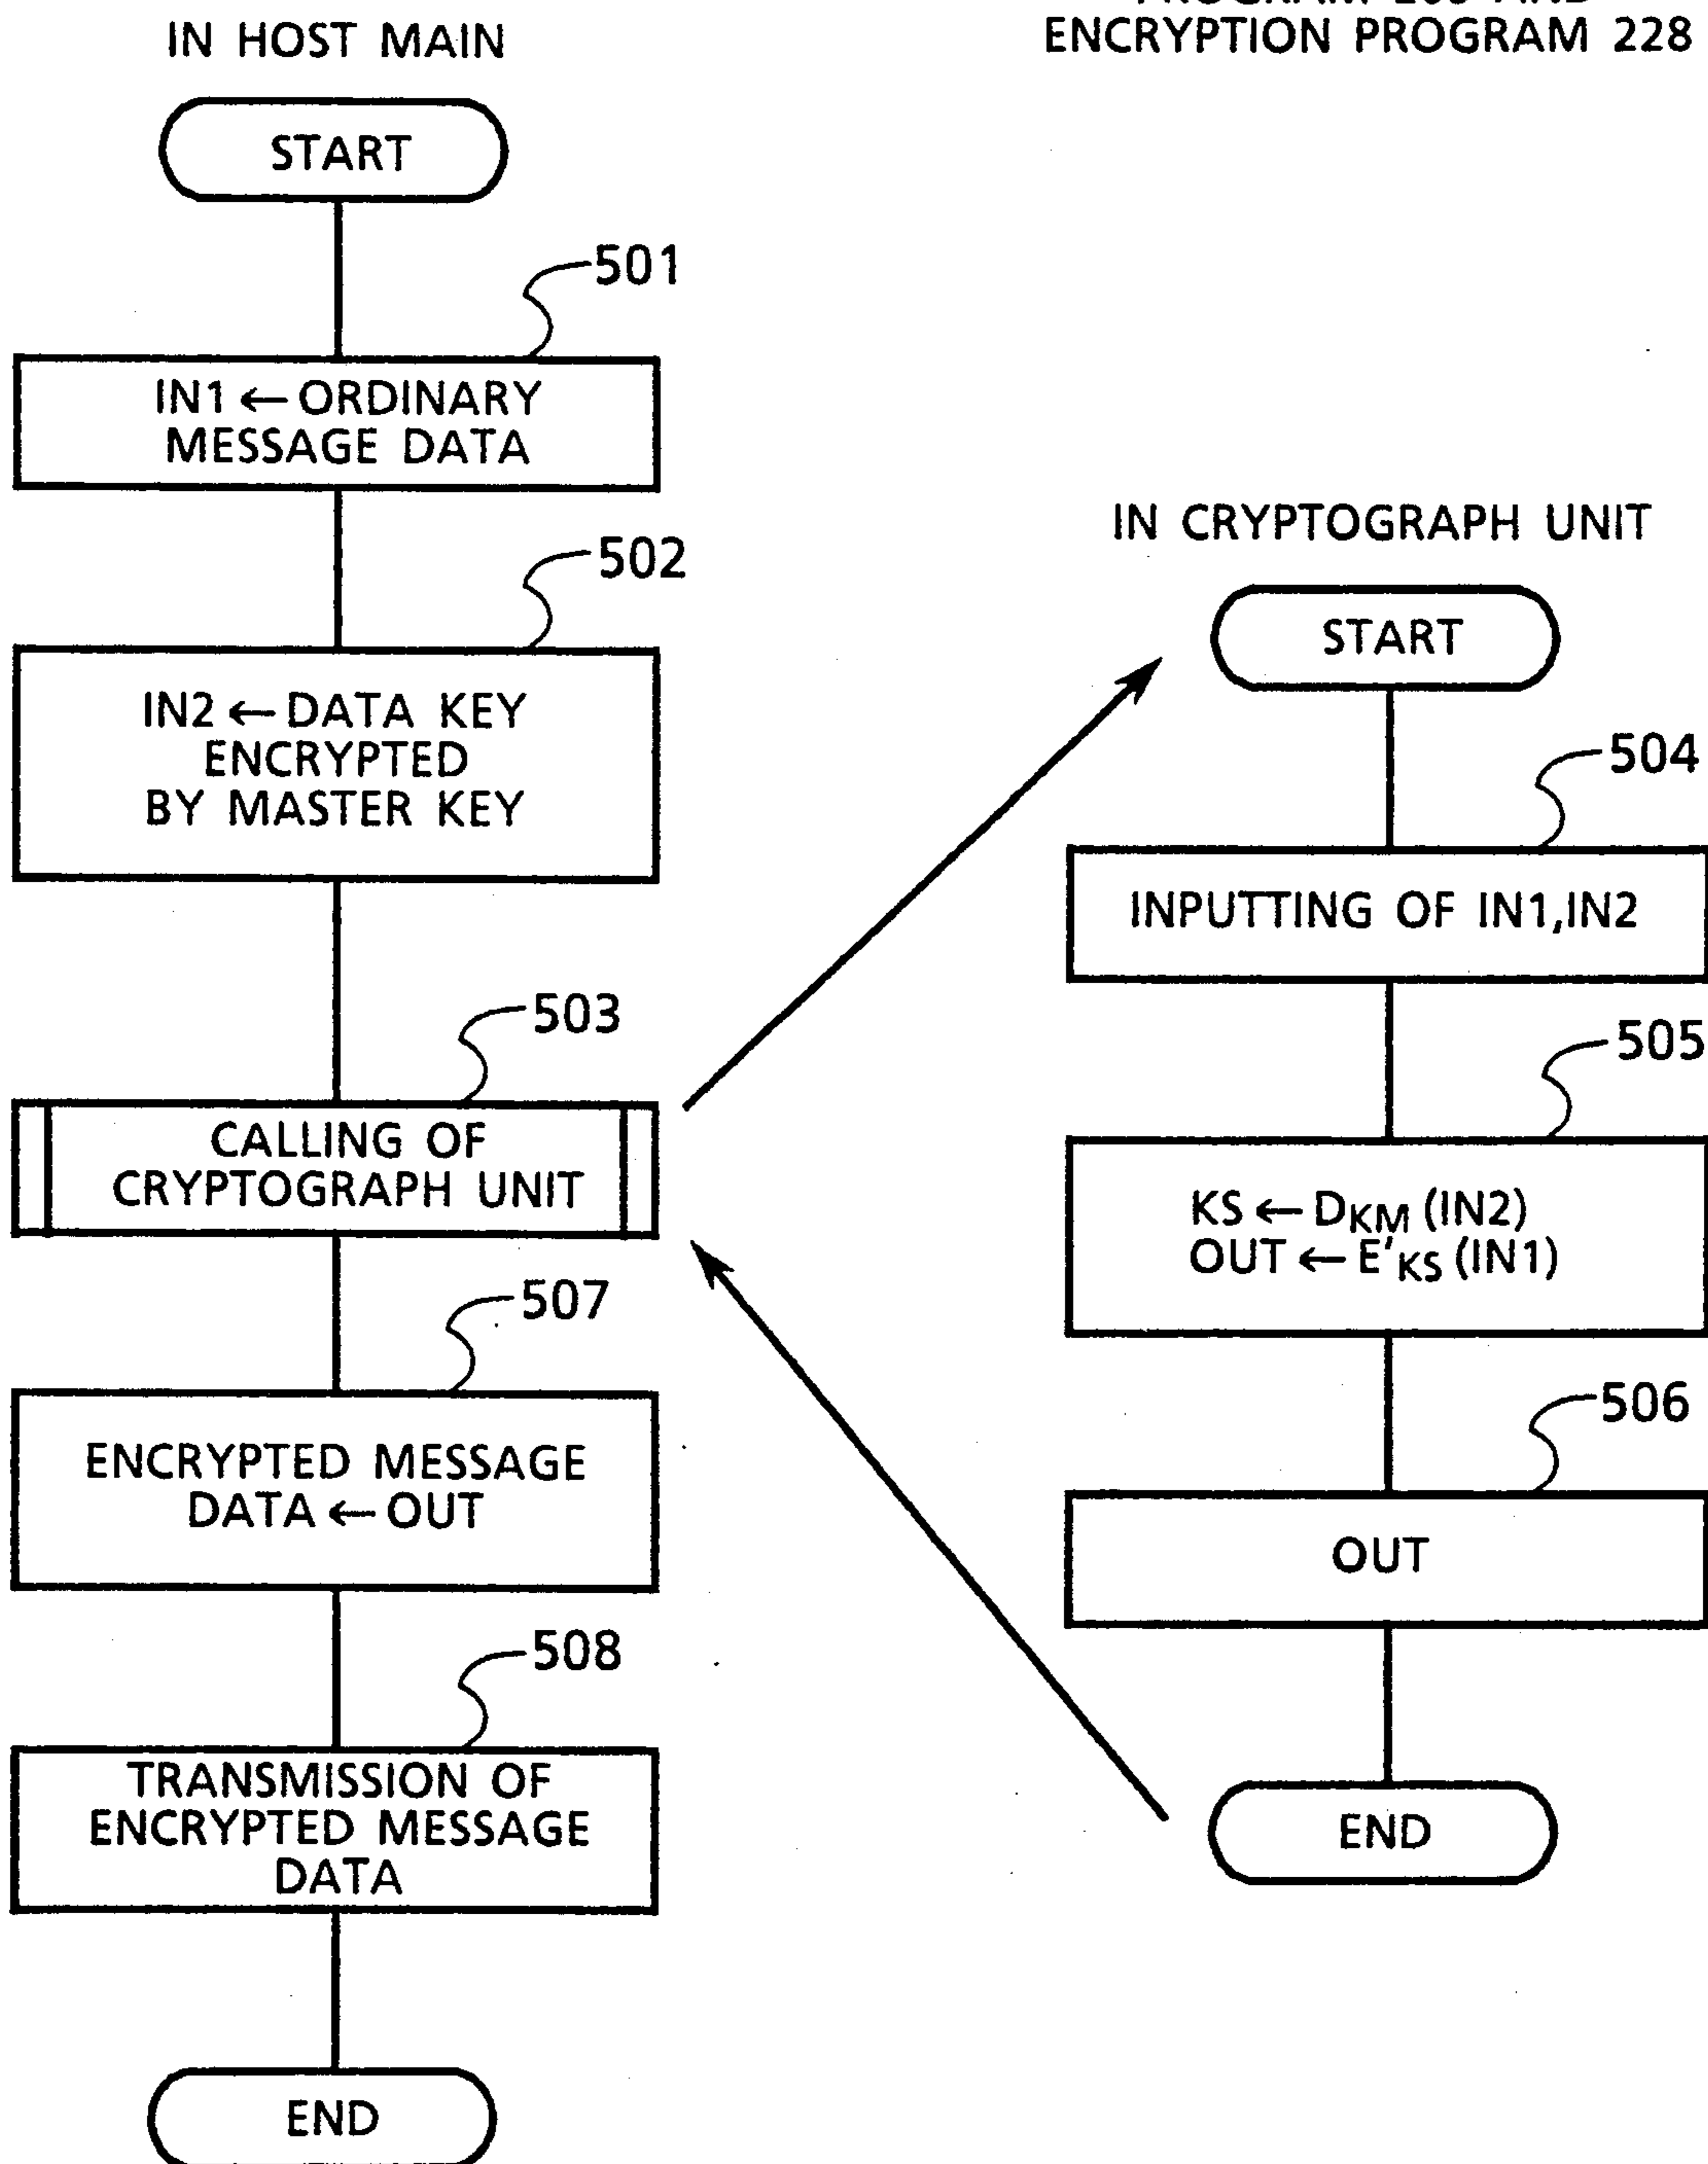 IN HOST MAIN
AND
ENCRYPTION PROGRAM 228
START
501
IN1 ← ORDINARY
MESSAGE DATA
502
IN2 ← DATA KEY
ENCRYPTED
BY MASTER KEY
503
CALLING OF
CRYPTOGRAPH UNIT
507
ENCRYPTED MESSAGE
DATA ← OUT
508
TRANSMISSION OF
ENCRYPTED MESSAGE
DATA
END
IN CRYPTOGRAPH UNIT
START
504
INPUTTING OF IN1,IN2
505
KS ← DKM (IN2)
OUT ← E'KS (IN1)
506
OUT
END